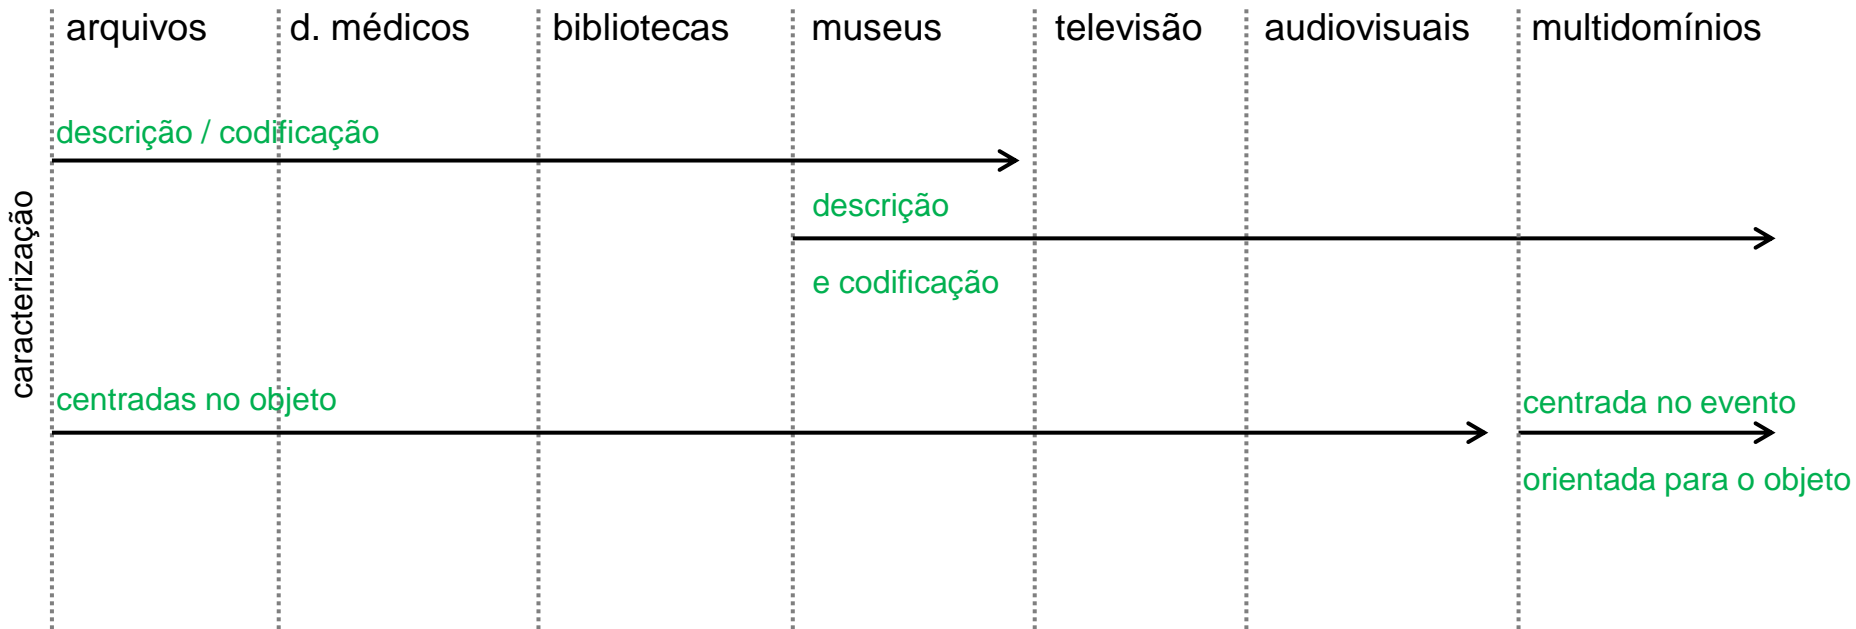 arquivos
d. médicos
bibliotecas
museus
televisão
audiovisuais
multidomínios
caracterização
descrição / codificação
descrição
e codificação
centradas no objeto
centrada no evento
orientada para o objeto